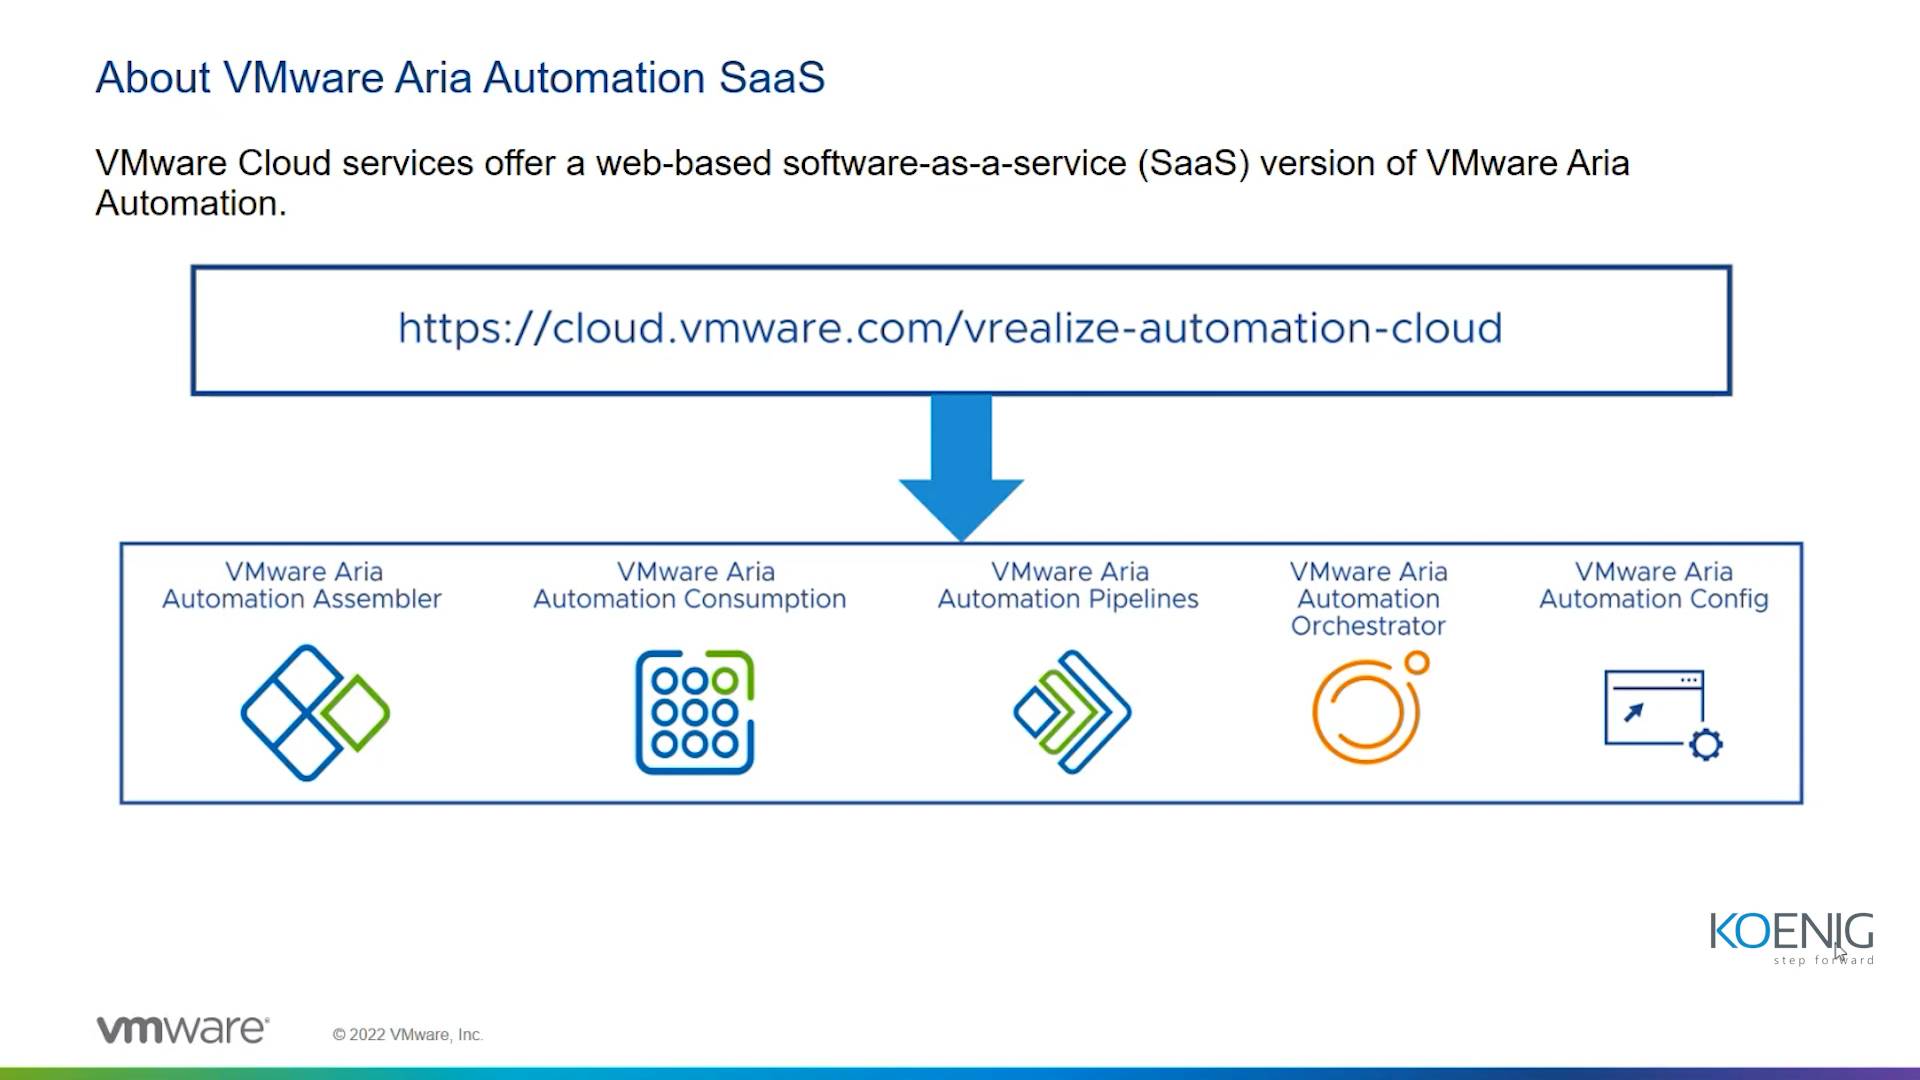 About VMware Aria Automation SaaS
VMware Cloud services offer a web-based software-as-a-service (SaaS) version of VMware Aria
Automation.
https://cloud.vmware.com/vrealize-automation-cloud
VMware Aria
Automation Assembler
VMware Aria
Automation Consumption
VMware Aria
Automation Pipelines
VMware Aria
Automation
Orchestrator
VMware Aria
Automation Config
KOENIG
step forward
vmware®
© 2022 VMware, Inc.